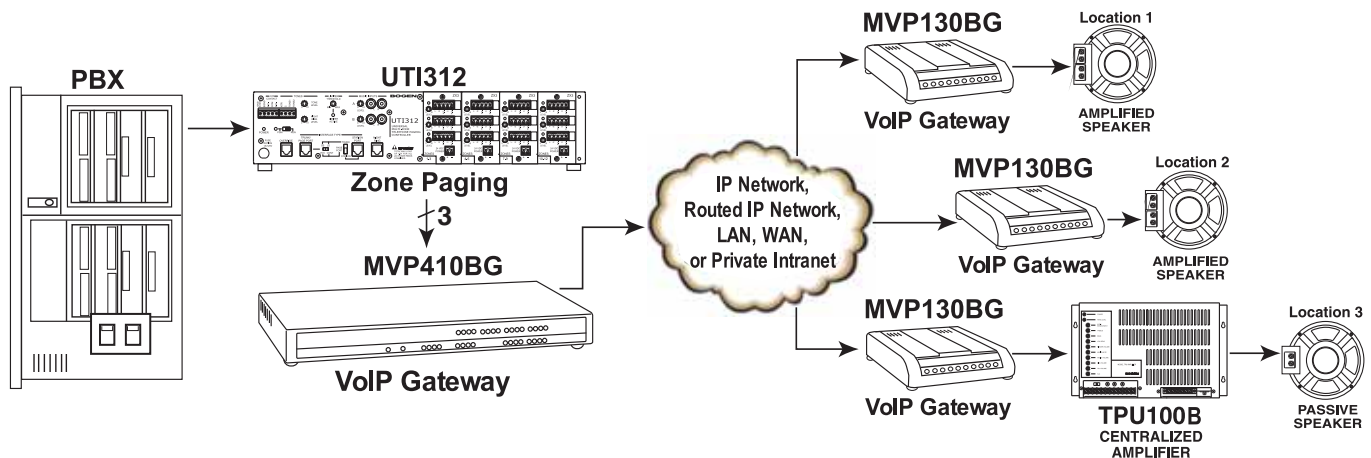 PBX
UTI312
BOGEN
UTI312
Zone Paging
3
MVP410BG
VoIP Gateway
IP Network,
Routed IP Network,
LAN, WAN,
or Private Intranet
MVP130BG
VoIP Gateway
Location 1
AMPLIFIED
SPEAKER
MVP130BG
VoIP Gateway
Location 2
AMPLIFIED
SPEAKER
MVP130BG
VoIP Gateway
TPU100B
CENTRALIZED
AMPLIFIER
Location 3
PASSIVE
SPEAKER